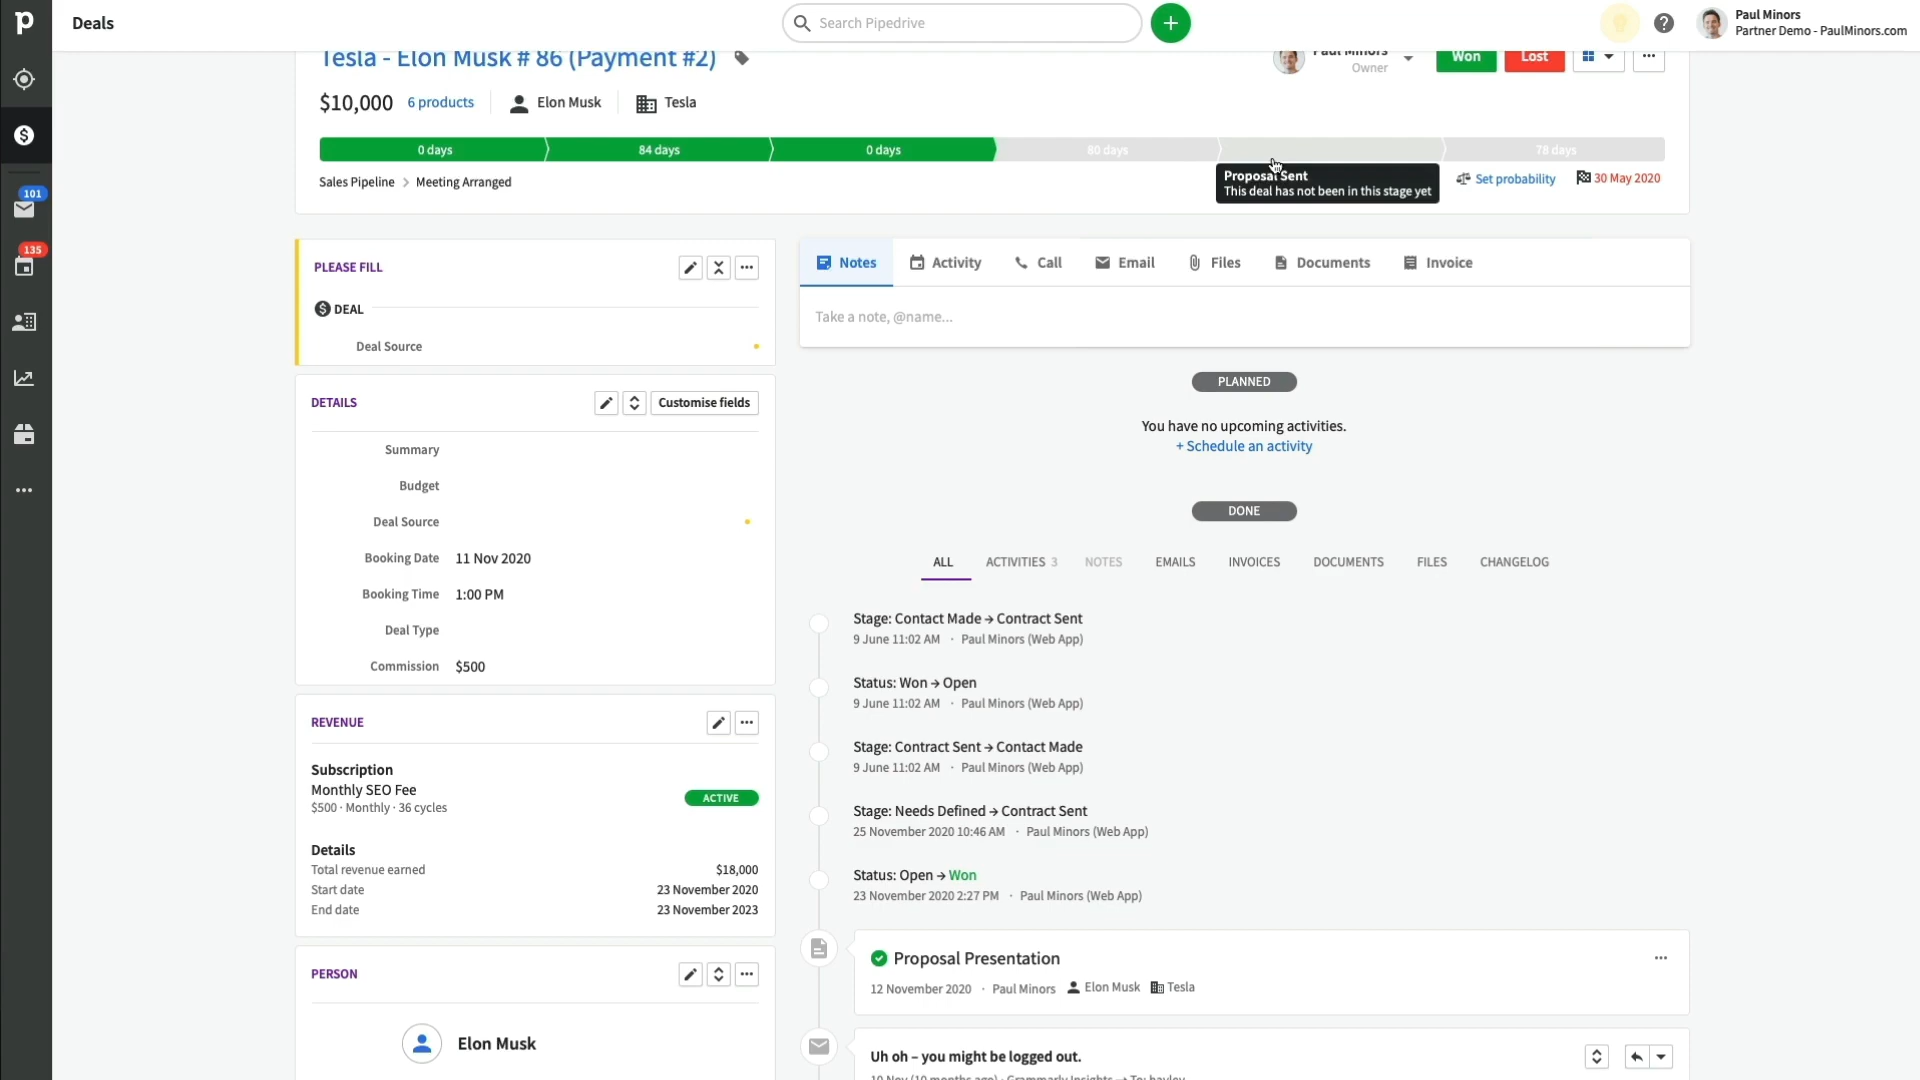 Deals
Search Pipedrive
Paul Minors
Partner Demo - PaulMinors.com
Tesla - Elon Musk # 86 (Payment #2)
Paul Minors
Owner
Won
Lost
$10,000
6 products
Elon Musk
Tesla
0 days
84 days
0 days
80 days
78 days
Sales Pipeline
Meeting Arranged
Proposal Sent
This deal has not been in this stage yet
Set probability
30 May 2020
101
135
PLEASE FILL
DEAL
Deal Source
DETAILS
Customise fields
Summary
Budget
Deal Source
Booking Date 11 Nov 2020
Booking Time 1:00 PM
Deal Type
Commission $500
REVENUE
Subscription
Monthly SEO Fee
$500 · Monthly · 36 cycles
ACTIVE
Details
Total revenue earned $18,000
Start date 23 November 2020
End date 23 November 2023
PERSON
Elon Musk
Notes
Activity
Call
Email
Files
Documents
Invoice
Take a note, @name...
PLANNED
You have no upcoming activities.
+ Schedule an activity
DONE
ALL
ACTIVITIES 3
NOTES
EMAILS
INVOICES
DOCUMENTS
FILES
CHANGELOG
Stage: Contact Made → Contract Sent
9 June 11:02 AM · Paul Minors (Web App)
Status: Won → Open
9 June 11:02 AM · Paul Minors (Web App)
Stage: Contract Sent → Contact Made
9 June 11:02 AM · Paul Minors (Web App)
Stage: Needs Defined → Contract Sent
25 November 2020 10:46 AM · Paul Minors (Web App)
Status: Open → Won
23 November 2020 2:27 PM · Paul Minors (Web App)
Proposal Presentation
12 November 2020 · Paul Minors Elon Musk Tesla
Uh oh – you might be logged out.
10 Nov (10 months ago) · Grammarly Insights → To: hayley